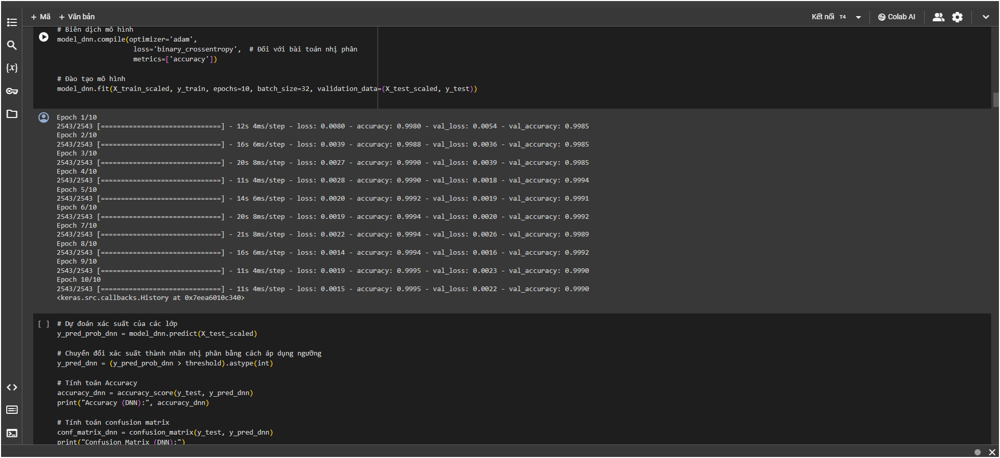 + Mã + Văn bản Kết nối T4 Colab AI
# Biên dịch mô hình
model_dnn.compile(optimizer='adam',
loss='binary_crossentropy', # Đối với bài toán nhị phân
metrics=['accuracy'])
# Đào tạo mô hình
model_dnn.fit(X_train_scaled, y_train, epochs=10, batch_size=32, validation_data=(X_test_scaled, y_test))
Epoch 1/10
2543/2543 [==============================] - 12s 4ms/step - loss: 0.0080 - accuracy: 0.9980 - val_loss: 0.0054 - val_accuracy: 0.9985
Epoch 2/10
2543/2543 [==============================] - 16s 6ms/step - loss: 0.0039 - accuracy: 0.9988 - val_loss: 0.0036 - val_accuracy: 0.9985
Epoch 3/10
2543/2543 [==============================] - 20s 8ms/step - loss: 0.0027 - accuracy: 0.9990 - val_loss: 0.0039 - val_accuracy: 0.9985
Epoch 4/10
2543/2543 [==============================] - 11s 4ms/step - loss: 0.0028 - accuracy: 0.9990 - val_loss: 0.0018 - val_accuracy: 0.9994
Epoch 5/10
2543/2543 [==============================] - 14s 6ms/step - loss: 0.0020 - accuracy: 0.9992 - val_loss: 0.0019 - val_accuracy: 0.9991
Epoch 6/10
2543/2543 [==============================] - 20s 8ms/step - loss: 0.0019 - accuracy: 0.9994 - val_loss: 0.0020 - val_accuracy: 0.9992
Epoch 7/10
2543/2543 [==============================] - 21s 8ms/step - loss: 0.0022 - accuracy: 0.9994 - val_loss: 0.0026 - val_accuracy: 0.9989
Epoch 8/10
2543/2543 [==============================] - 16s 6ms/step - loss: 0.0014 - accuracy: 0.9994 - val_loss: 0.0016 - val_accuracy: 0.9992
Epoch 9/10
2543/2543 [==============================] - 11s 4ms/step - loss: 0.0019 - accuracy: 0.9995 - val_loss: 0.0023 - val_accuracy: 0.9990
Epoch 10/10
2543/2543 [==============================] - 11s 4ms/step - loss: 0.0015 - accuracy: 0.9995 - val_loss: 0.0022 - val_accuracy: 0.9990
<keras.src.callbacks.History at 0x7eea6010c340>
[ ] # Dự đoán xác suất của các lớp
y_pred_prob_dnn = model_dnn.predict(X_test_scaled)
# Chuyển đổi xác suất thành nhãn nhị phân bằng cách áp dụng ngưỡng
y_pred_dnn = (y_pred_prob_dnn > threshold).astype(int)
# Tính toán Accuracy
accuracy_dnn = accuracy_score(y_test, y_pred_dnn)
print("Accuracy (DNN):", accuracy_dnn)
# Tính toán confusion matrix
conf_matrix_dnn = confusion_matrix(y_test, y_pred_dnn)
print("Confusion Matrix (DNN):")